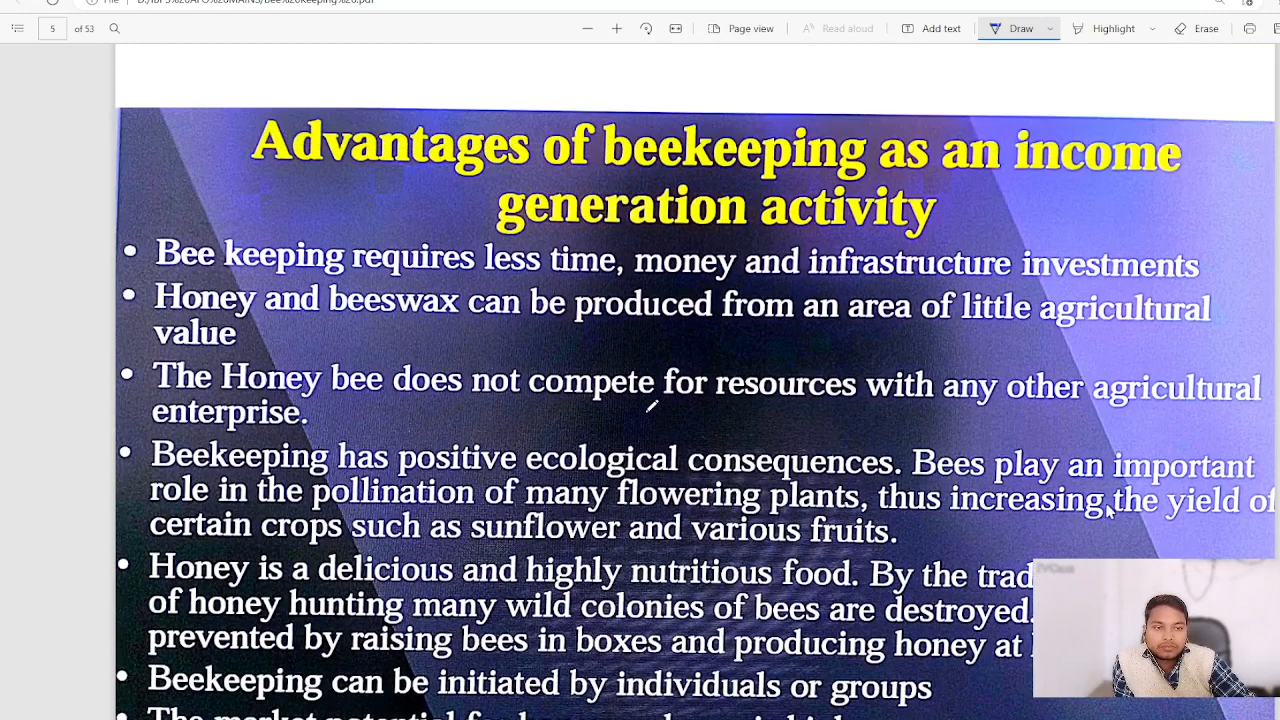 5 of 53 Page view Read aloud Add text Draw Highlight Erase
Advantages of beekeeping as an income
generation activity
• Bee keeping requires less time, money and infrastructure investments
• Honey and beeswax can be produced from an area of little agricultural
value
• The Honey bee does not compete for resources with any other agricultural
enterprise.
• Beekeeping has positive ecological consequences. Bees play an important
role in the pollination of many flowering plants, thus increasing the yield of
certain crops such as sunflower and various fruits.
• Honey is a delicious and highly nutritious food. By the trad
of honey hunting many wild colonies of bees are destroyed.
prevented by raising bees in boxes and producing honey at
• Beekeeping can be initiated by individuals or groups